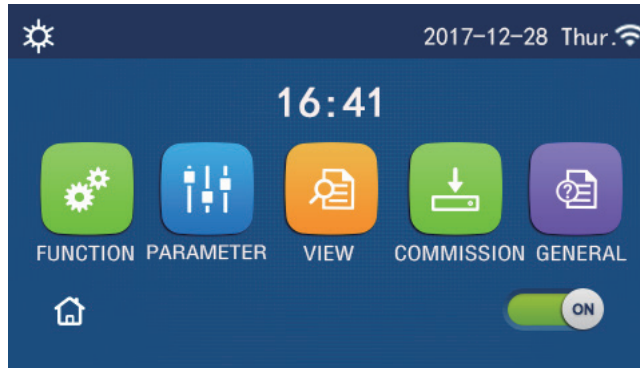 2017-12-28 Thur.
16:41
FUNCTION PARAMETER VIEW COMMISSION GENERAL
ON